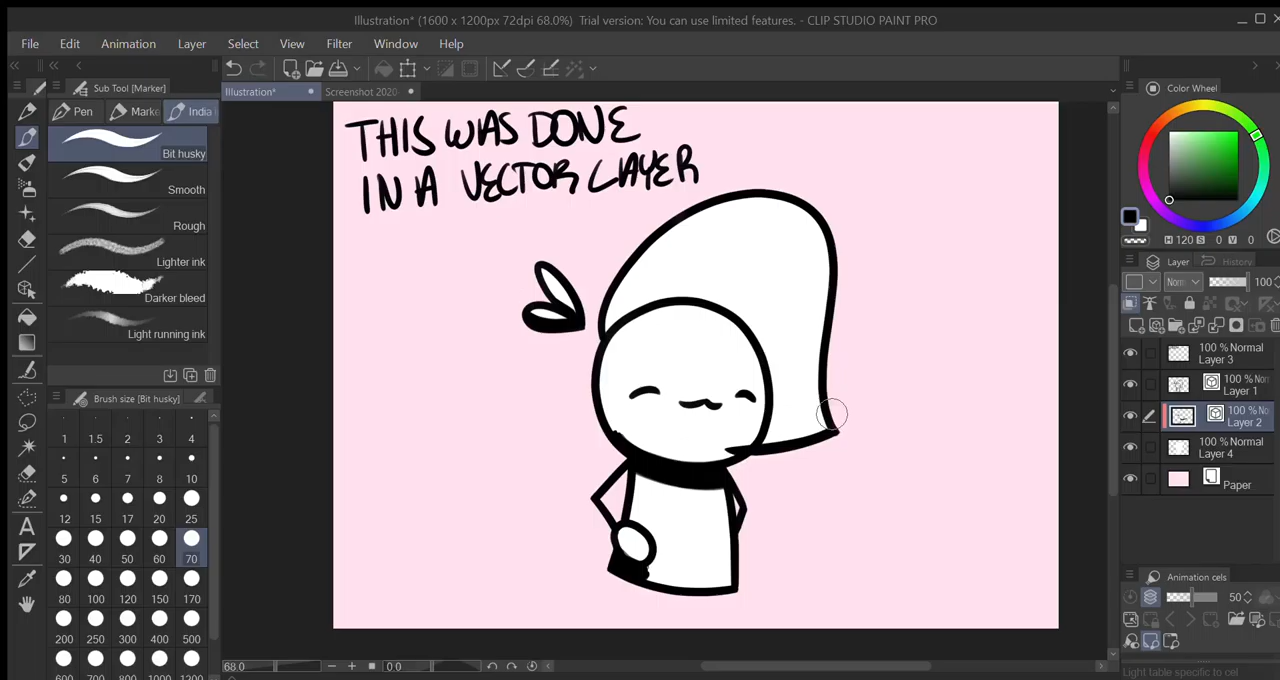 Illustration* (1600 x 1200px 72dpi 68.0%) Trial version: You can use limited features. - CLIP STUDIO PAINT PRO
File Edit Animation Layer Select View Filter Window Help
Sub Tool [Marker]
Pen Marke India
Bit husky
Smooth
Rough
Lighter ink
Darker bleed
Light running ink
Brush size [Bit husky]
1 1.5 2 3 4
5 6 7 8 10
12 15 17 20 25
30 40 50 60 70
80 100 120 150 170
200 250 300 400 500
600 800 1000
Illustration* Screenshot 2020
THIS WAS DONE
IN A VECTOR LAYER
68.0 0.0
Color Wheel
H 120 S 0 V 0
Layer History
Norm 100
100 % Normal
Layer 3
100 % Nor
Layer 1
100 % No
Layer 2
100 % Normal
Layer 4
Paper
Animation cels
50
Light table specific to cel